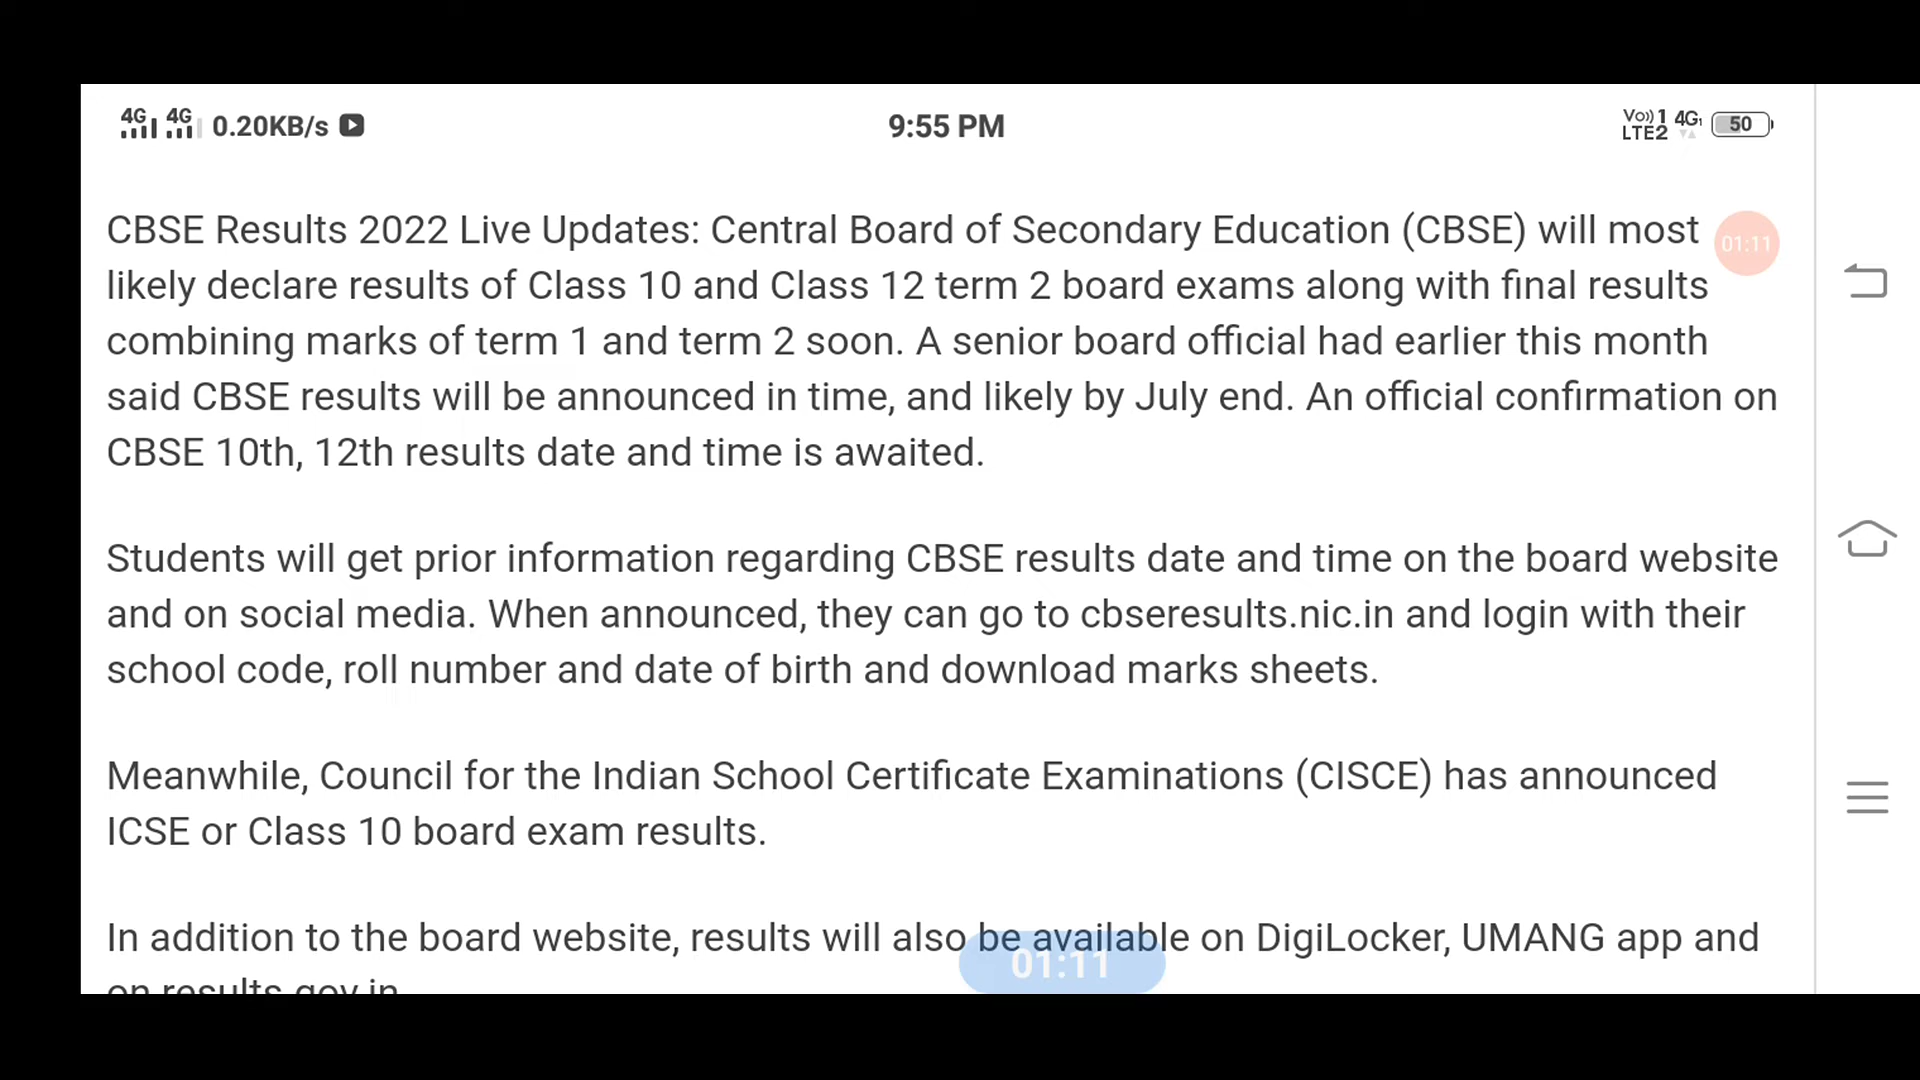 4G 4G 0.20KB/s 9:55 PM Vo)) 1 4G1 LTE2 50
CBSE Results 2022 Live Updates: Central Board of Secondary Education (CBSE) will most
01:11
likely declare results of Class 10 and Class 12 term 2 board exams along with final results
combining marks of term 1 and term 2 soon. A senior board official had earlier this month
said CBSE results will be announced in time, and likely by July end. An official confirmation on
CBSE 10th, 12th results date and time is awaited.
Students will get prior information regarding CBSE results date and time on the board website
and on social media. When announced, they can go to cbseresults.nic.in and login with their
school code, roll number and date of birth and download marks sheets.
Meanwhile, Council for the Indian School Certificate Examinations (CISCE) has announced
ICSE or Class 10 board exam results.
In addition to the board website, results will also be available on DigiLocker, UMANG app and
01:11
on results.gov.in